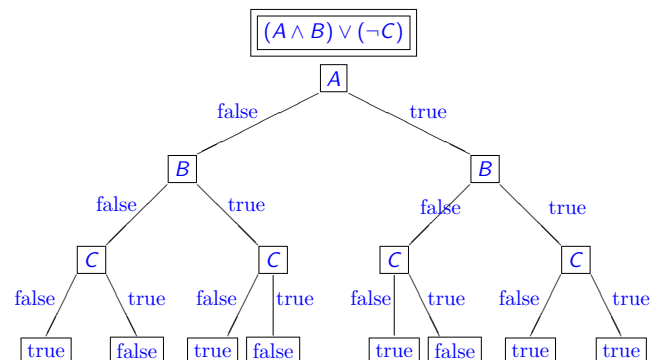 (A ∧ B) ∨ (¬C)
A
false true
B B
false true false true
C C C C
false true false true false true false true
true false true false true false true true